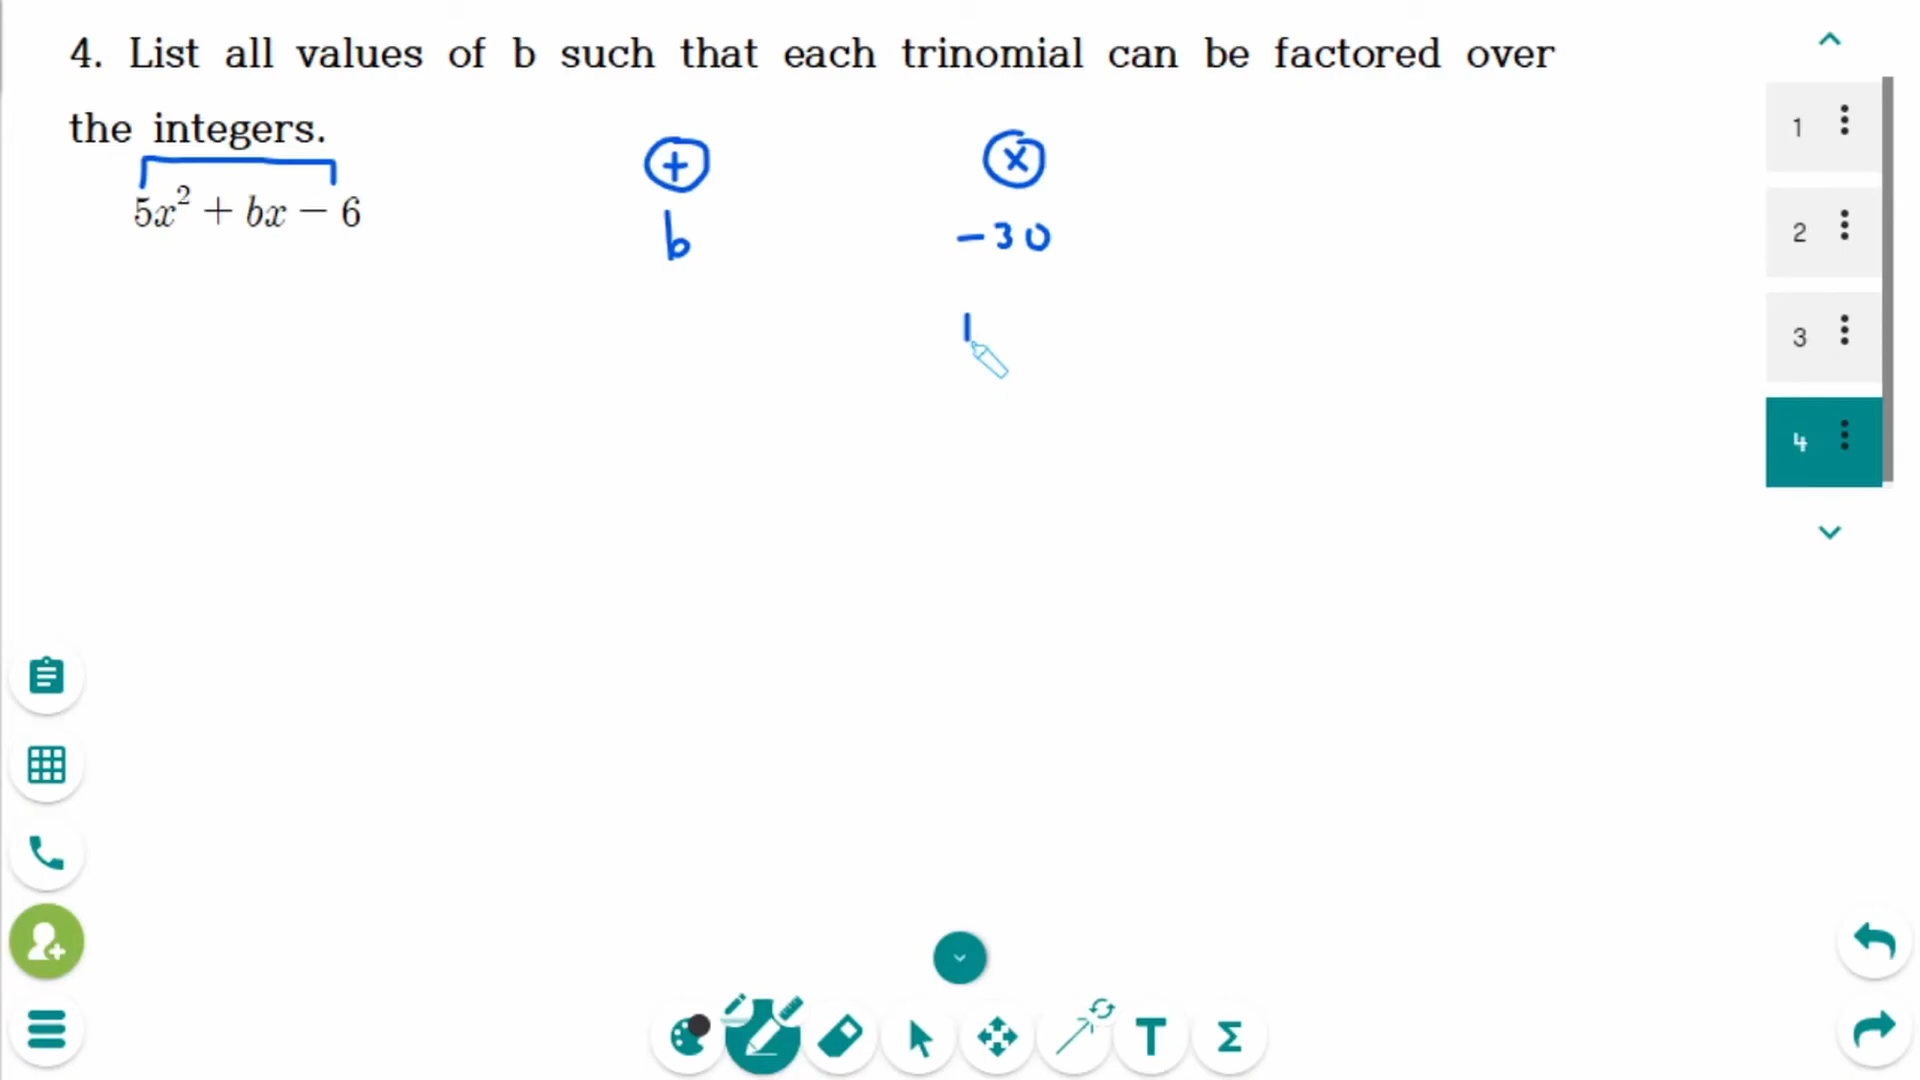 4. List all values of b such that each trinomial can be factored over
the integers.
5x² + bx − 6
+ ×
b -30
1
1
2
3
4
T Σ